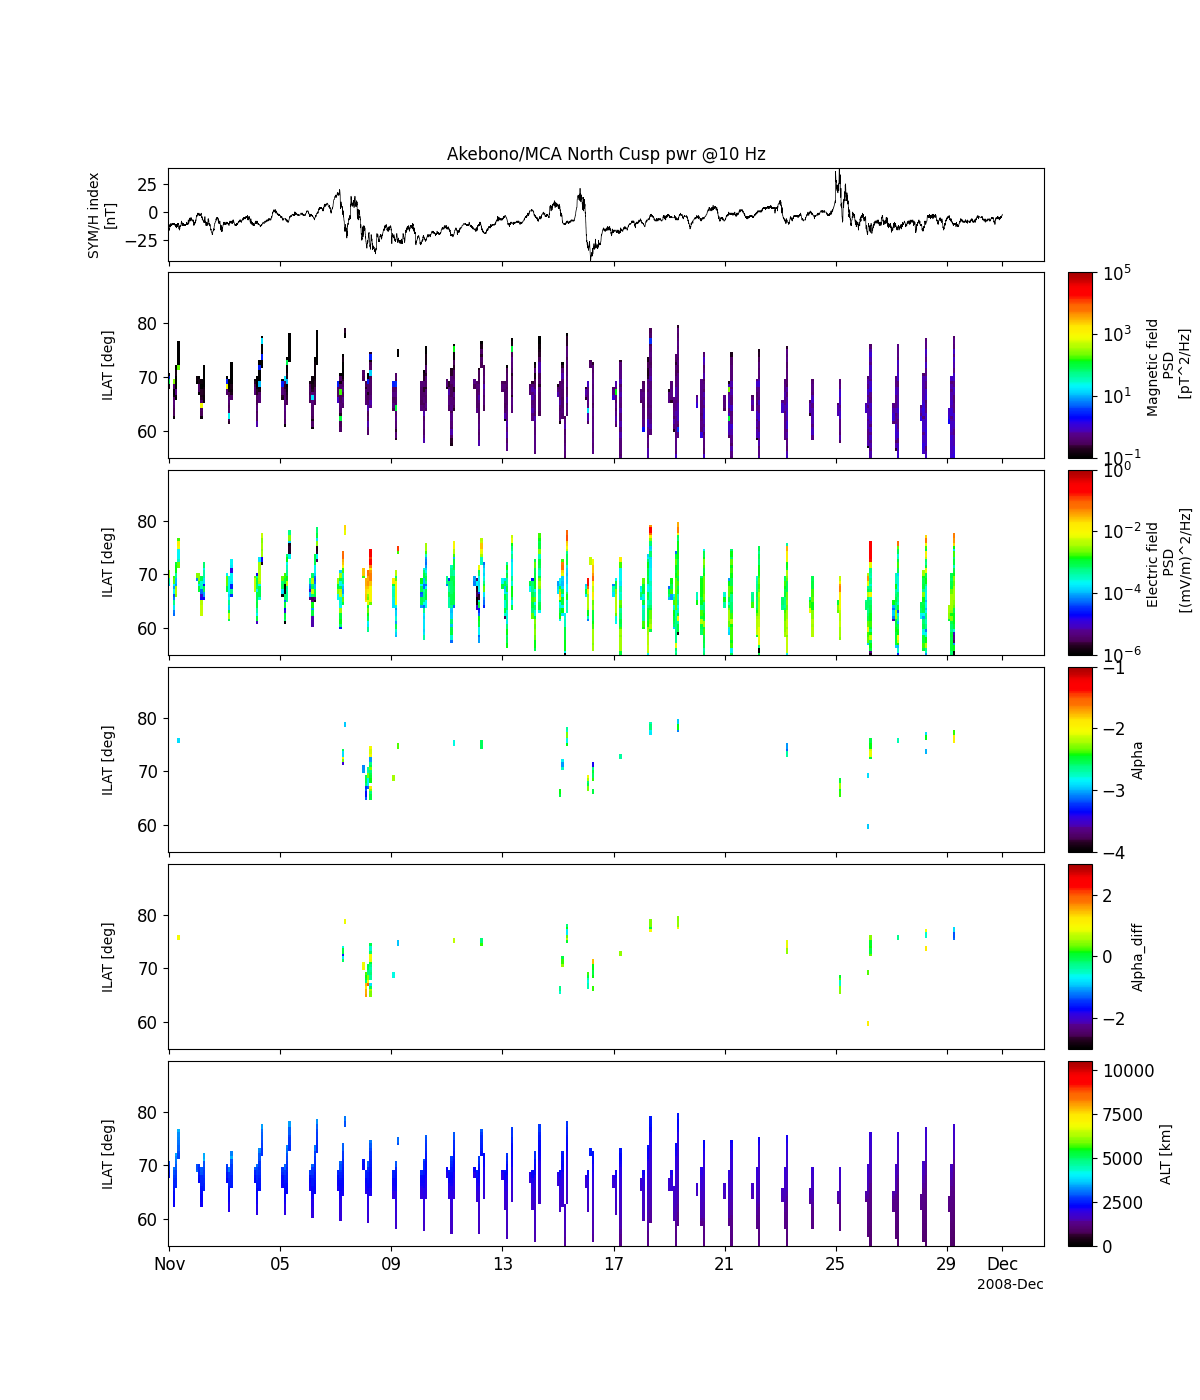 Akebono/MCA North Cusp pwr @10 Hz
SYM/H index
[nT]
25
0
−25
ILAT [deg]
80
70
60
10^5
10^3
10^1
10^−1
Magnetic field
PSD
[pT^2/Hz]
ILAT [deg]
80
70
60
10^0
10^−2
10^−4
10^−6
Electric field
PSD
[(mV/m)^2/Hz]
ILAT [deg]
80
70
60
−1
−2
−3
−4
Alpha
ILAT [deg]
80
70
60
2
0
−2
Alpha_diff
ILAT [deg]
80
70
60
10000
7500
5000
2500
0
ALT [km]
Nov 05 09 13 17 21 25 29 Dec
2008-Dec